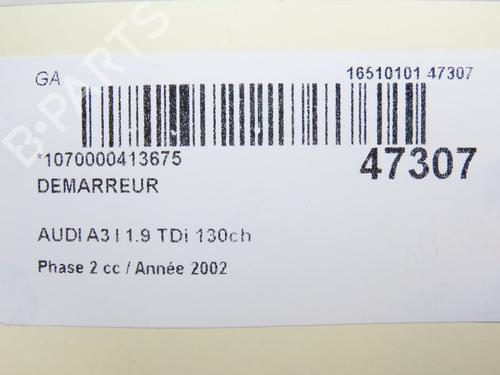 GA
16510101 47307
*1070000413675
47307
DEMARREUR
AUDI A3 I 1.9 TDi 130ch
Phase 2 cc / Année 2002
B-PARTS